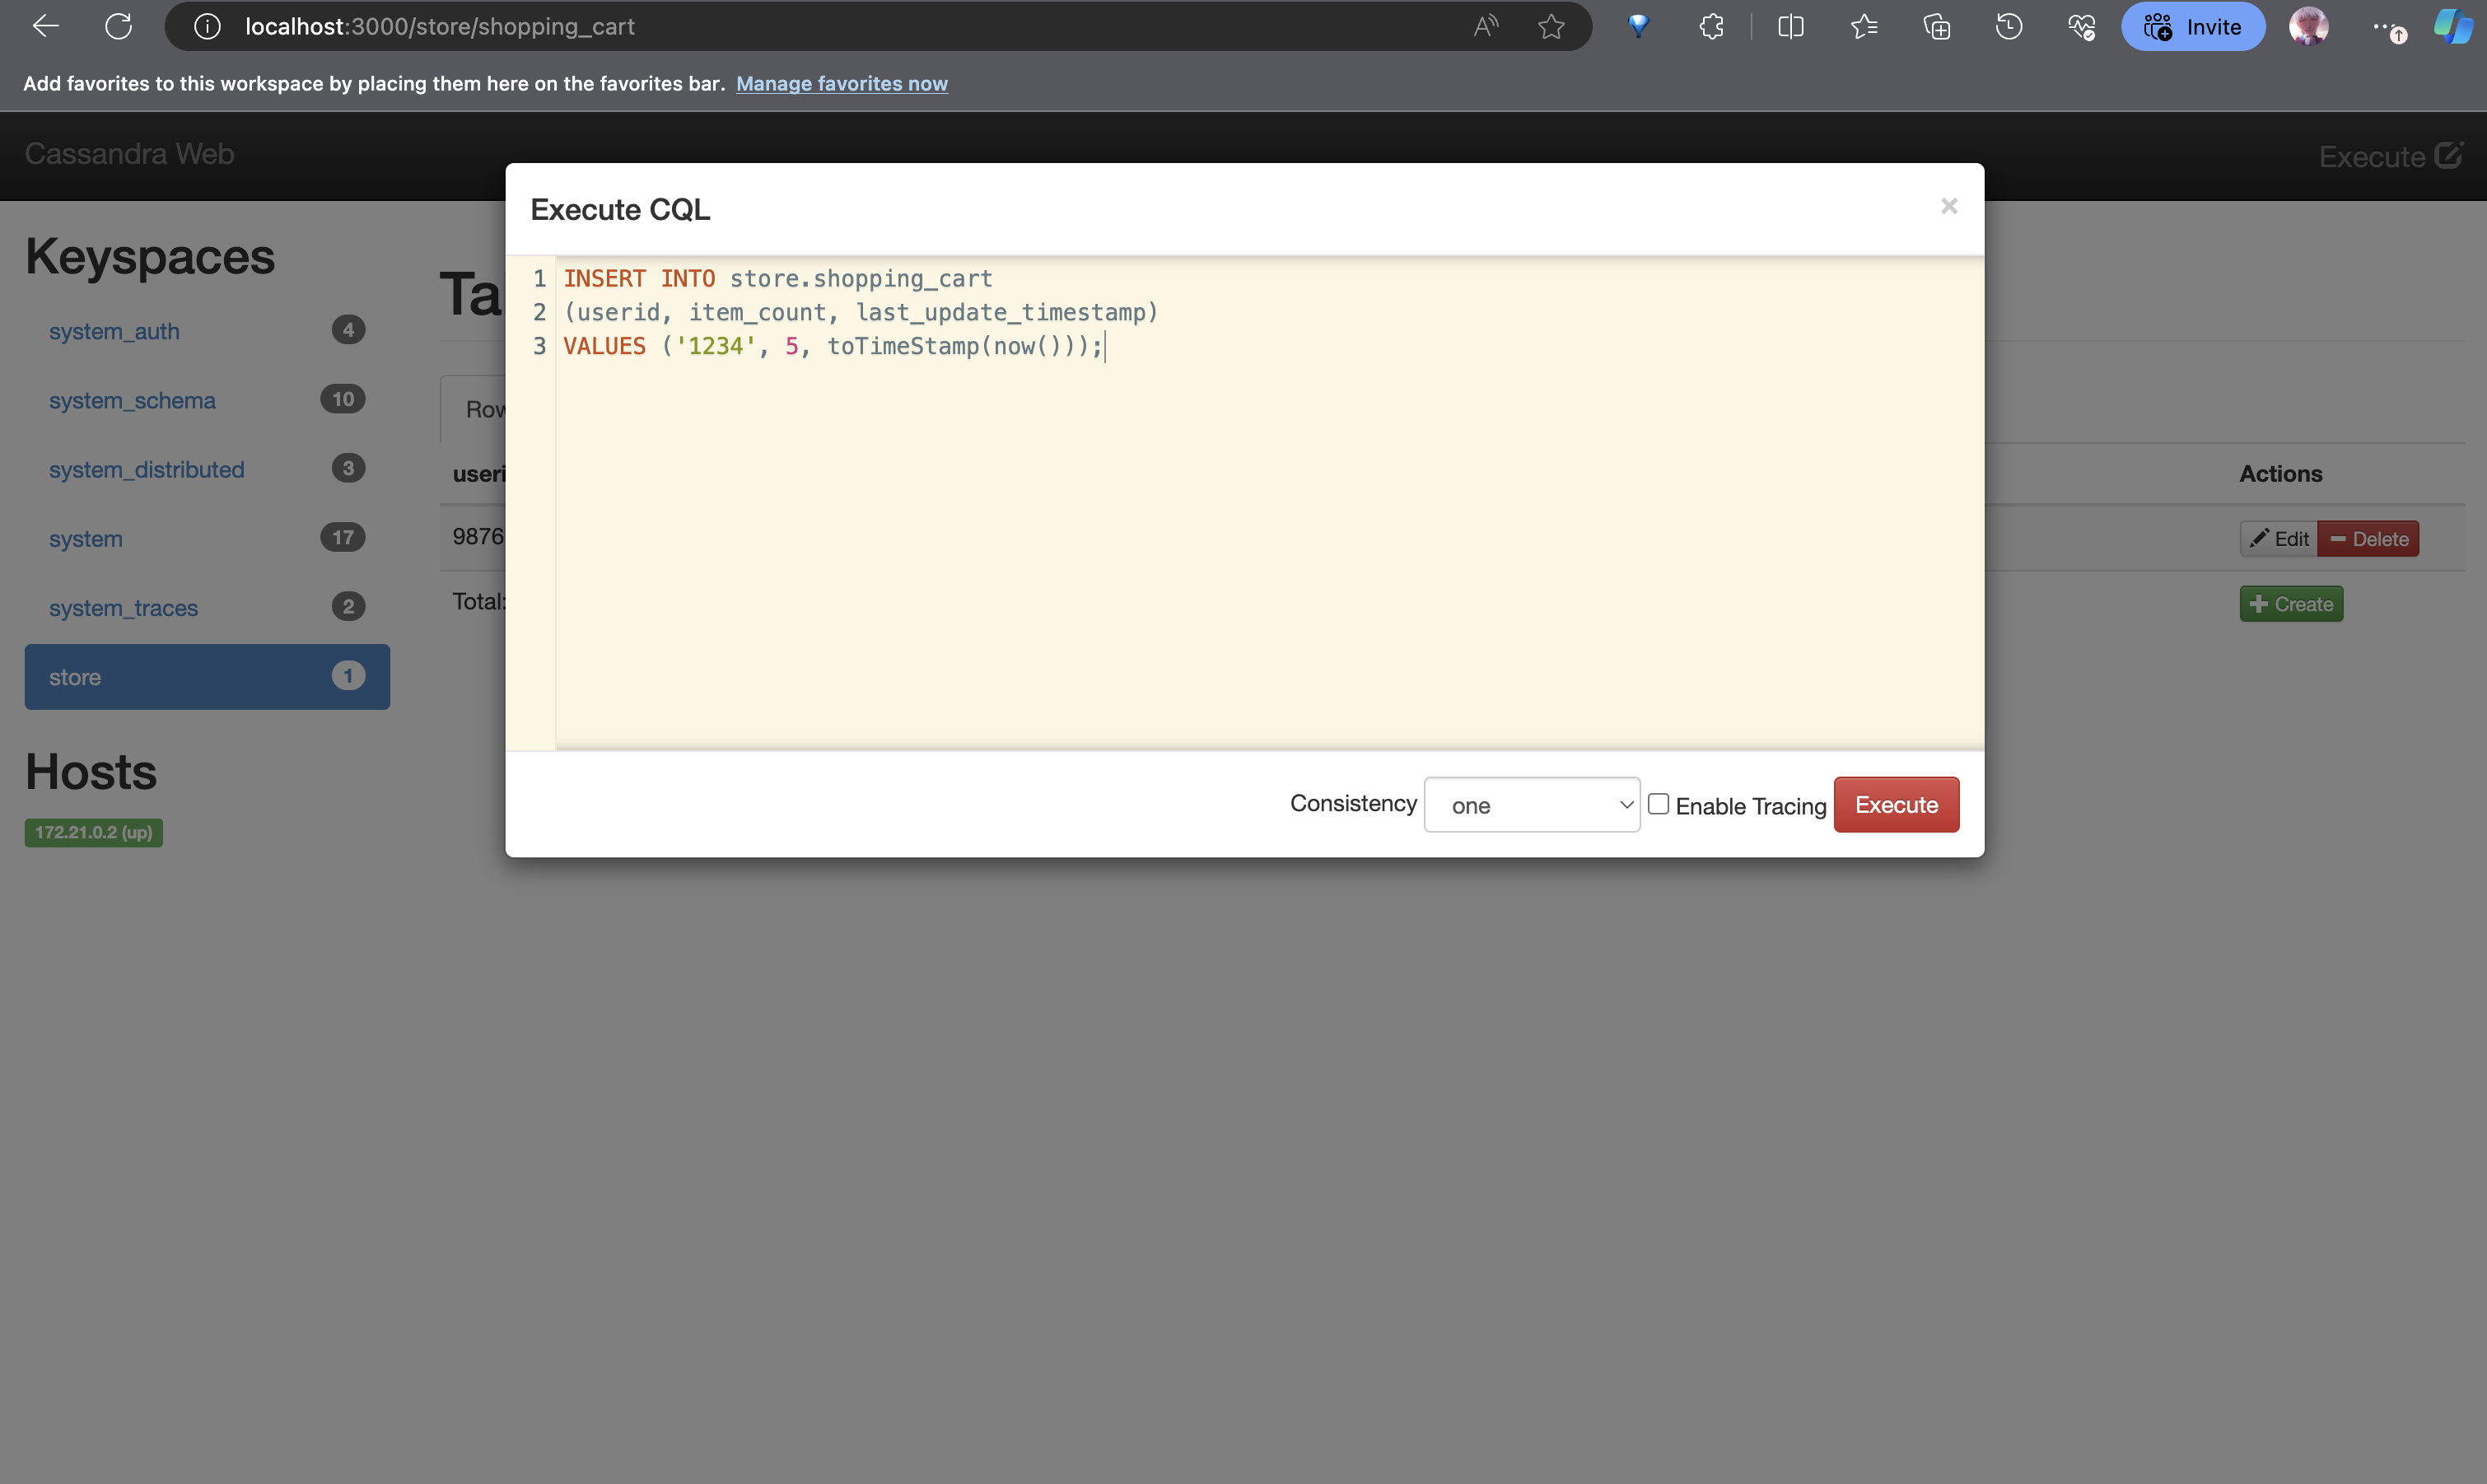 localhost:3000/store/shopping_cart
Invite
Add favorites to this workspace by placing them here on the favorites bar. Manage favorites now
Cassandra Web
Execute
Keyspaces
system_auth 4
system_schema 10
system_distributed 3
system 17
system_traces 2
store 1
Hosts
172.21.0.2 (up)
Execute CQL
×
1 INSERT INTO store.shopping_cart
2 (userid, item_count, last_update_timestamp)
3 VALUES ('1234', 5, toTimeStamp(now()));
Consistency one Enable Tracing Execute
Actions
9876
Edit Delete
Total:
Create